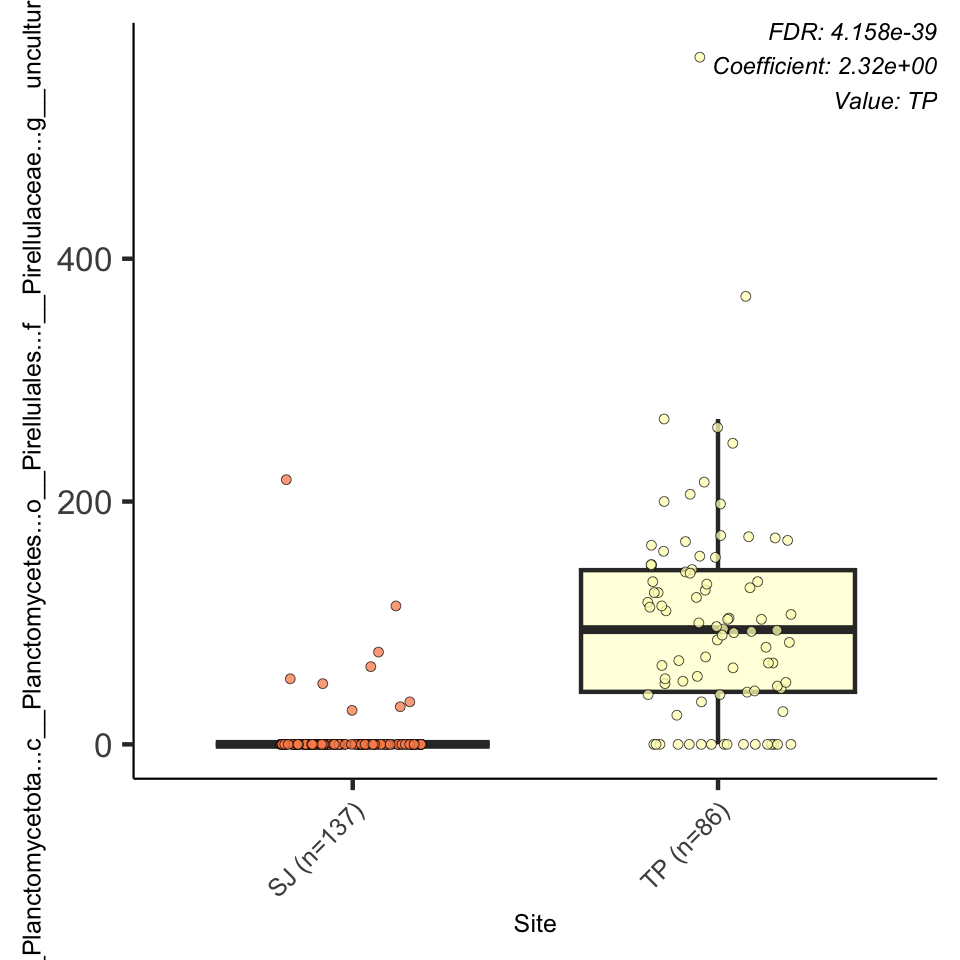 FDR: 4.158e-39
Coefficient: 2.32e+00
Value: TP
_Planctomycetota...c__Planctomycetes...o__Pirellulales...f__Pirellulaceae...g__uncultur
400
200
0
SJ (n=137)
TP (n=86)
Site